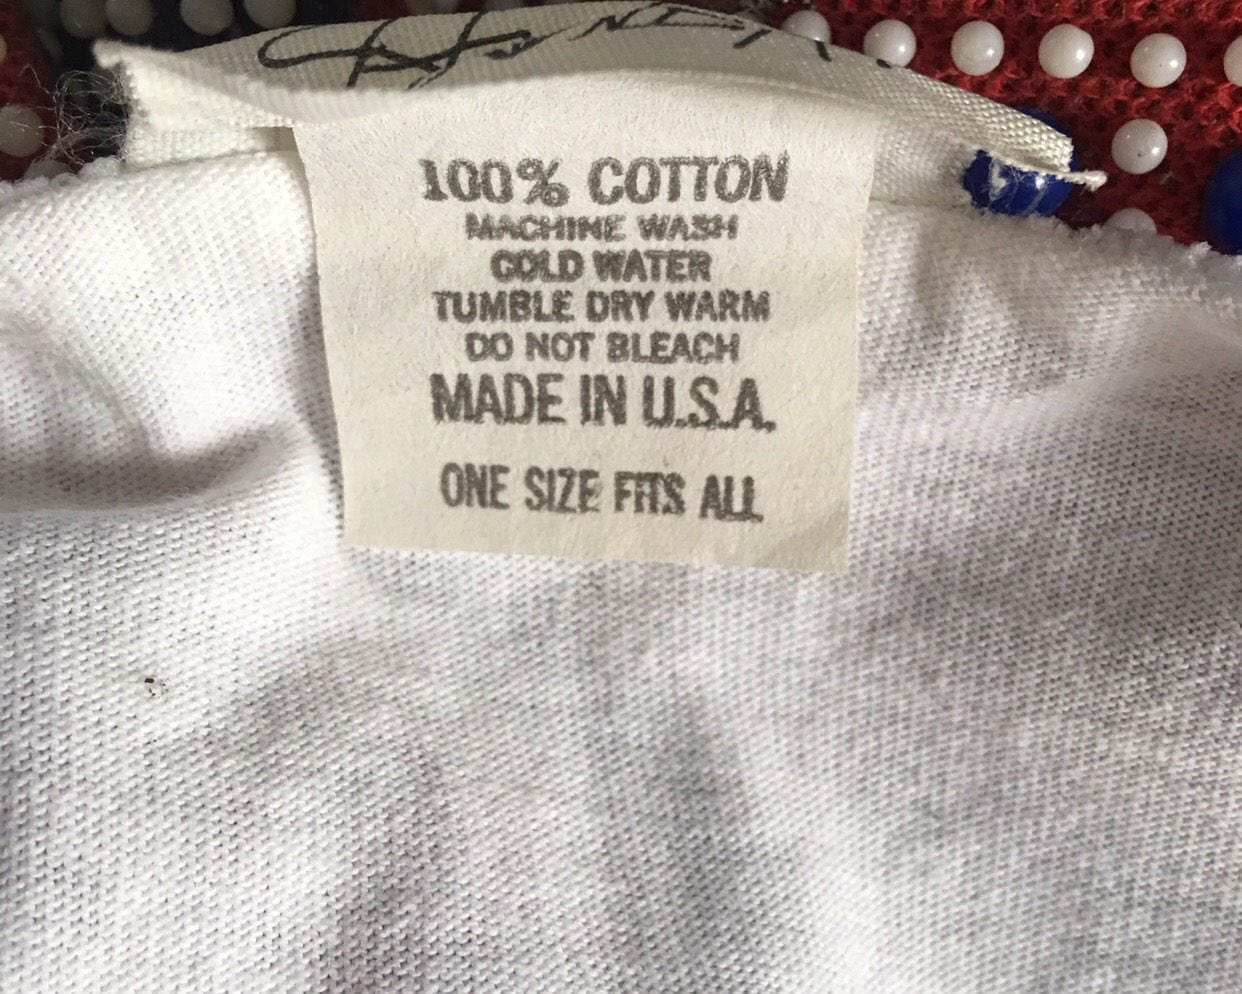 100% COTTON
MACHINE WASH
COLD WATER
TUMBLE DRY WARM
DO NOT BLEACH
MADE IN U.S.A.
ONE SIZE FITS ALL